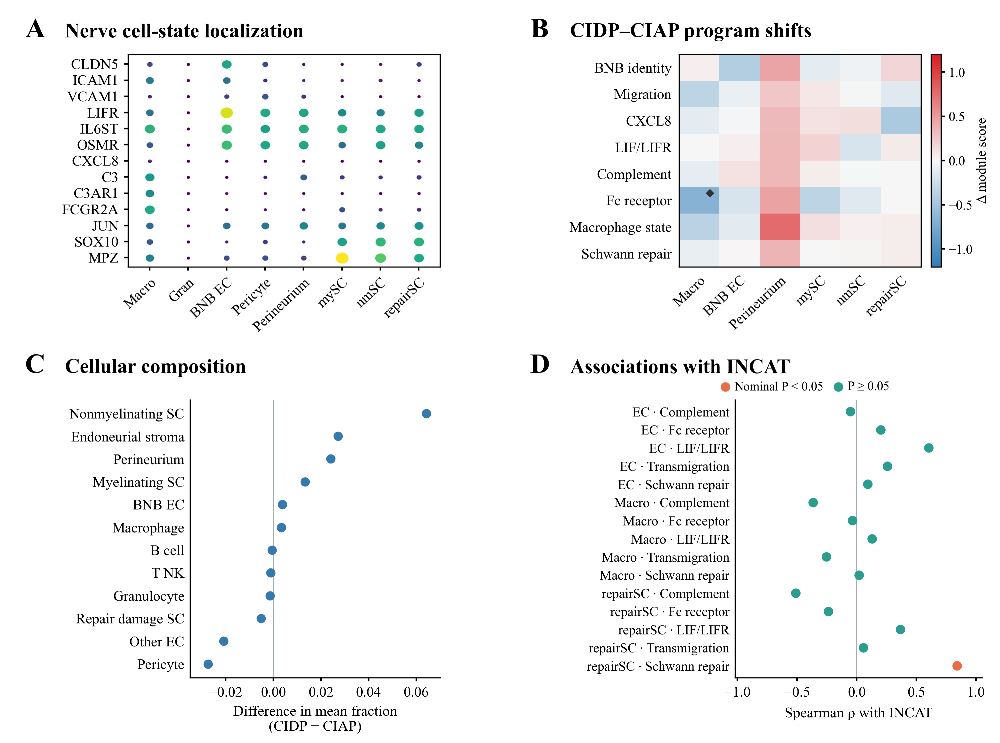 A Nerve cell-state localization
CLDN5
ICAM1
VCAM1
LIFR
IL6ST
OSMR
CXCL8
C3
C3AR1
FCGR2A
JUN
SOX10
MPZ
Macro
Gran
BNB EC
Pericyte
Perineurium
mySC
nmSC
repairSC
B CIDP–CIAP program shifts
BNB identity
Migration
CXCL8
LIF/LIFR
Complement
Fc receptor
Macrophage state
Schwann repair
Macro
BNB EC
Perineurium
mySC
nmSC
repairSC
1.0
0.5
0.0
−0.5
−1.0
Δ module score
C Cellular composition
Nonmyelinating SC
Endoneurial stroma
Perineurium
Myelinating SC
BNB EC
Macrophage
B cell
T NK
Granulocyte
Repair damage SC
Other EC
Pericyte
−0.02 0.00 0.02 0.04 0.06
Difference in mean fraction
(CIDP − CIAP)
D Associations with INCAT
Nominal P < 0.05 P ≥ 0.05
EC · Complement
EC · Fc receptor
EC · LIF/LIFR
EC · Transmigration
EC · Schwann repair
Macro · Complement
Macro · Fc receptor
Macro · LIF/LIFR
Macro · Transmigration
Macro · Schwann repair
repairSC · Complement
repairSC · Fc receptor
repairSC · LIF/LIFR
repairSC · Transmigration
repairSC · Schwann repair
−1.0 −0.5 0.0 0.5 1.0
Spearman ρ with INCAT